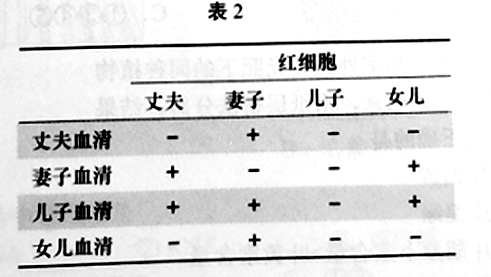 表 2
红细胞
丈夫 妻子 儿子 女儿
丈夫血清 − + − −
妻子血清 + − − +
儿子血清 + + − +
女儿血清 − + − −